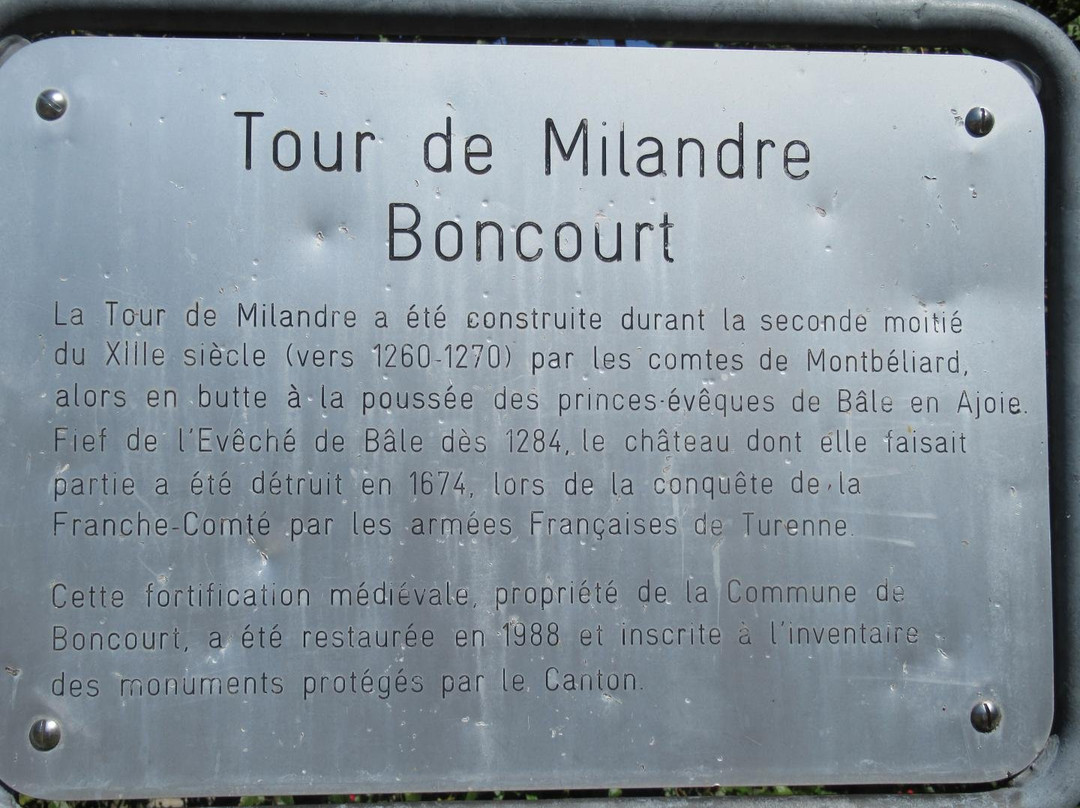 Tour de Milandre
Boncourt
La Tour de Milandre a été construite durant la seconde moitié
du XIIIe siècle (vers 1260-1270) par les comtes de Montbéliard,
alors en butte à la poussée des princes-évêques de Bâle en Ajoie.
Fief de l'Evêché de Bâle dès 1284, le château dont elle faisait
partie a été détruit en 1674, lors de la conquête de la
Franche-Comté par les armées Françaises de Turenne.
Cette fortification médiévale, propriété de la Commune de
Boncourt, a été restaurée en 1988 et inscrite à l'inventaire
des monuments protégés par le Canton.